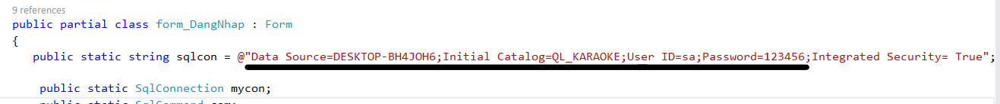 9 references
public partial class form_DangNhap : Form
{
public static string sqlcon = @"Data Source=DESKTOP-BH4JOH6;Initial Catalog=QL_KARAOKE;User ID=sa;Password=123456;Integrated Security= True";
public static SqlConnection mycon;
public static SqlCommand com;